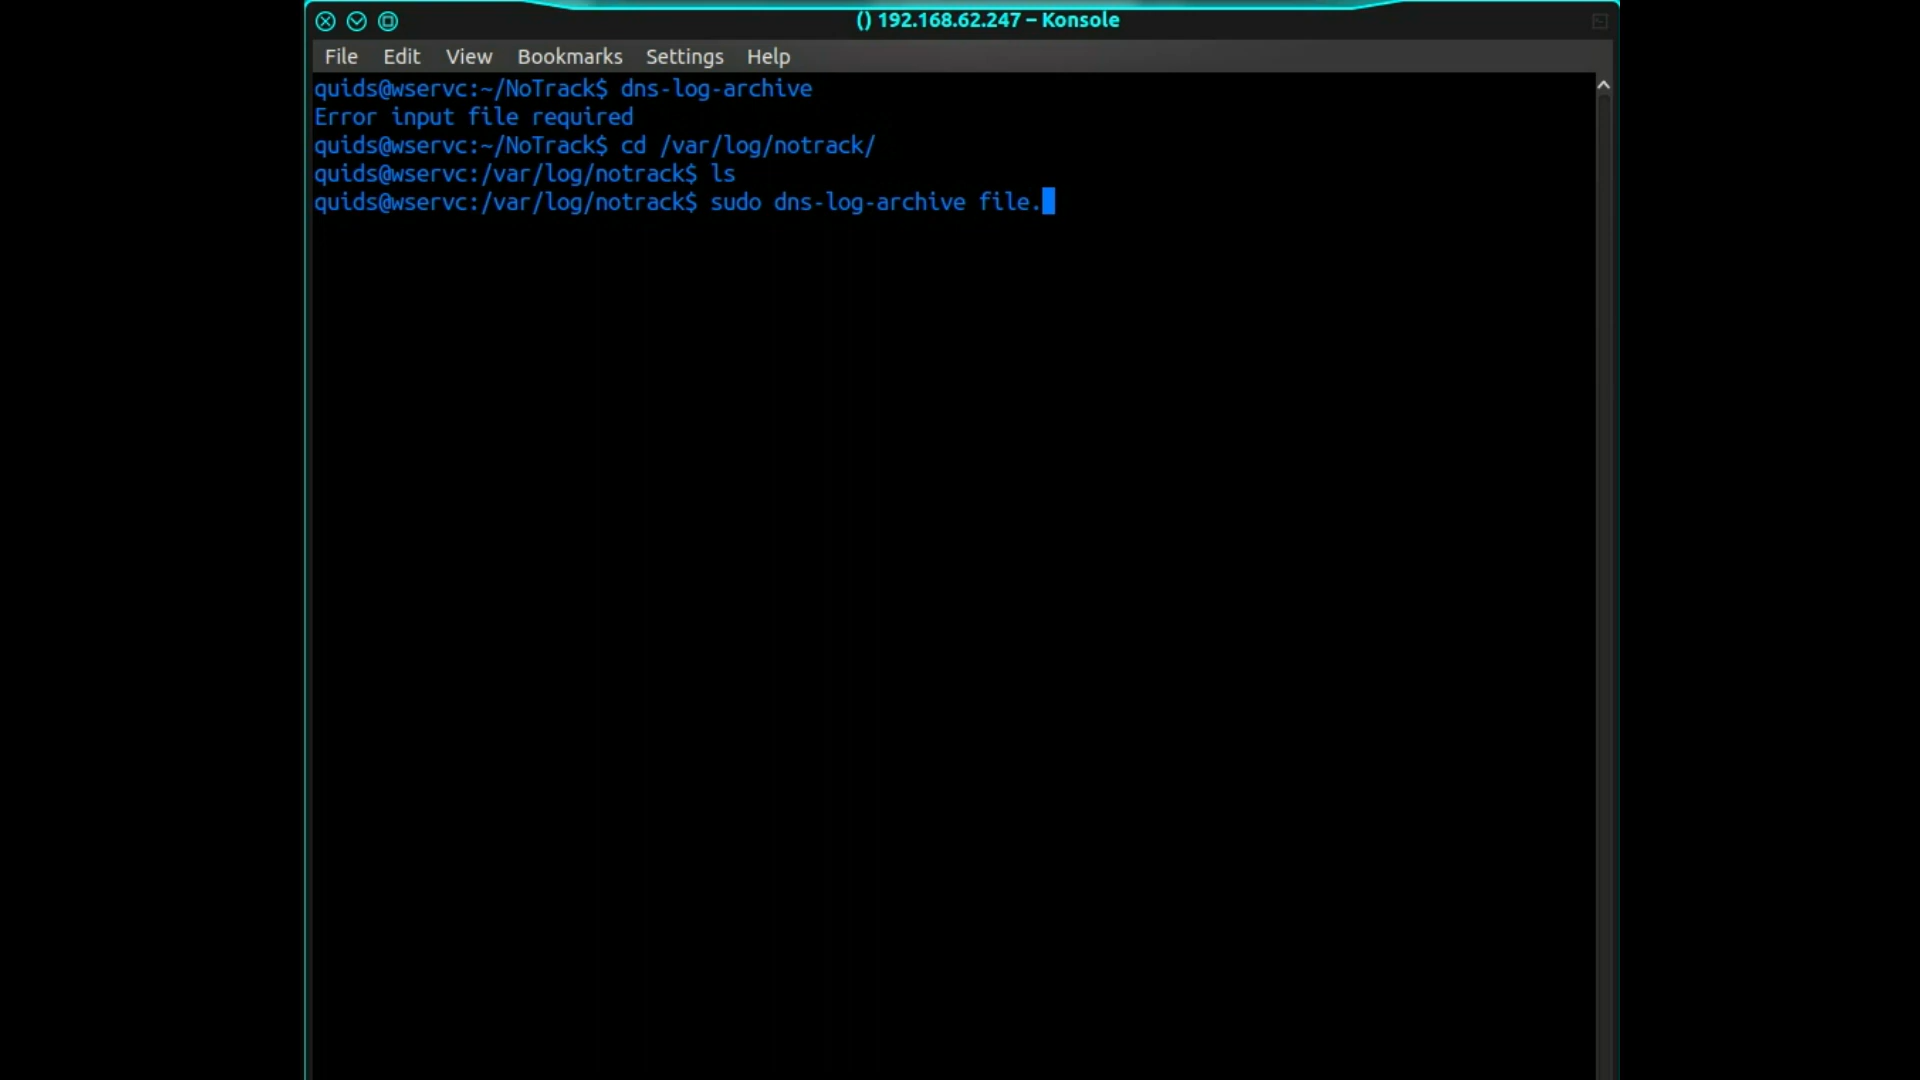 () 192.168.62.247 – Konsole
File Edit View Bookmarks Settings Help
quids@wservc:~/NoTrack$ dns-log-archive
Error input file required
quids@wservc:~/NoTrack$ cd /var/log/notrack/
quids@wservc:/var/log/notrack$ ls
quids@wservc:/var/log/notrack$ sudo dns-log-archive file.